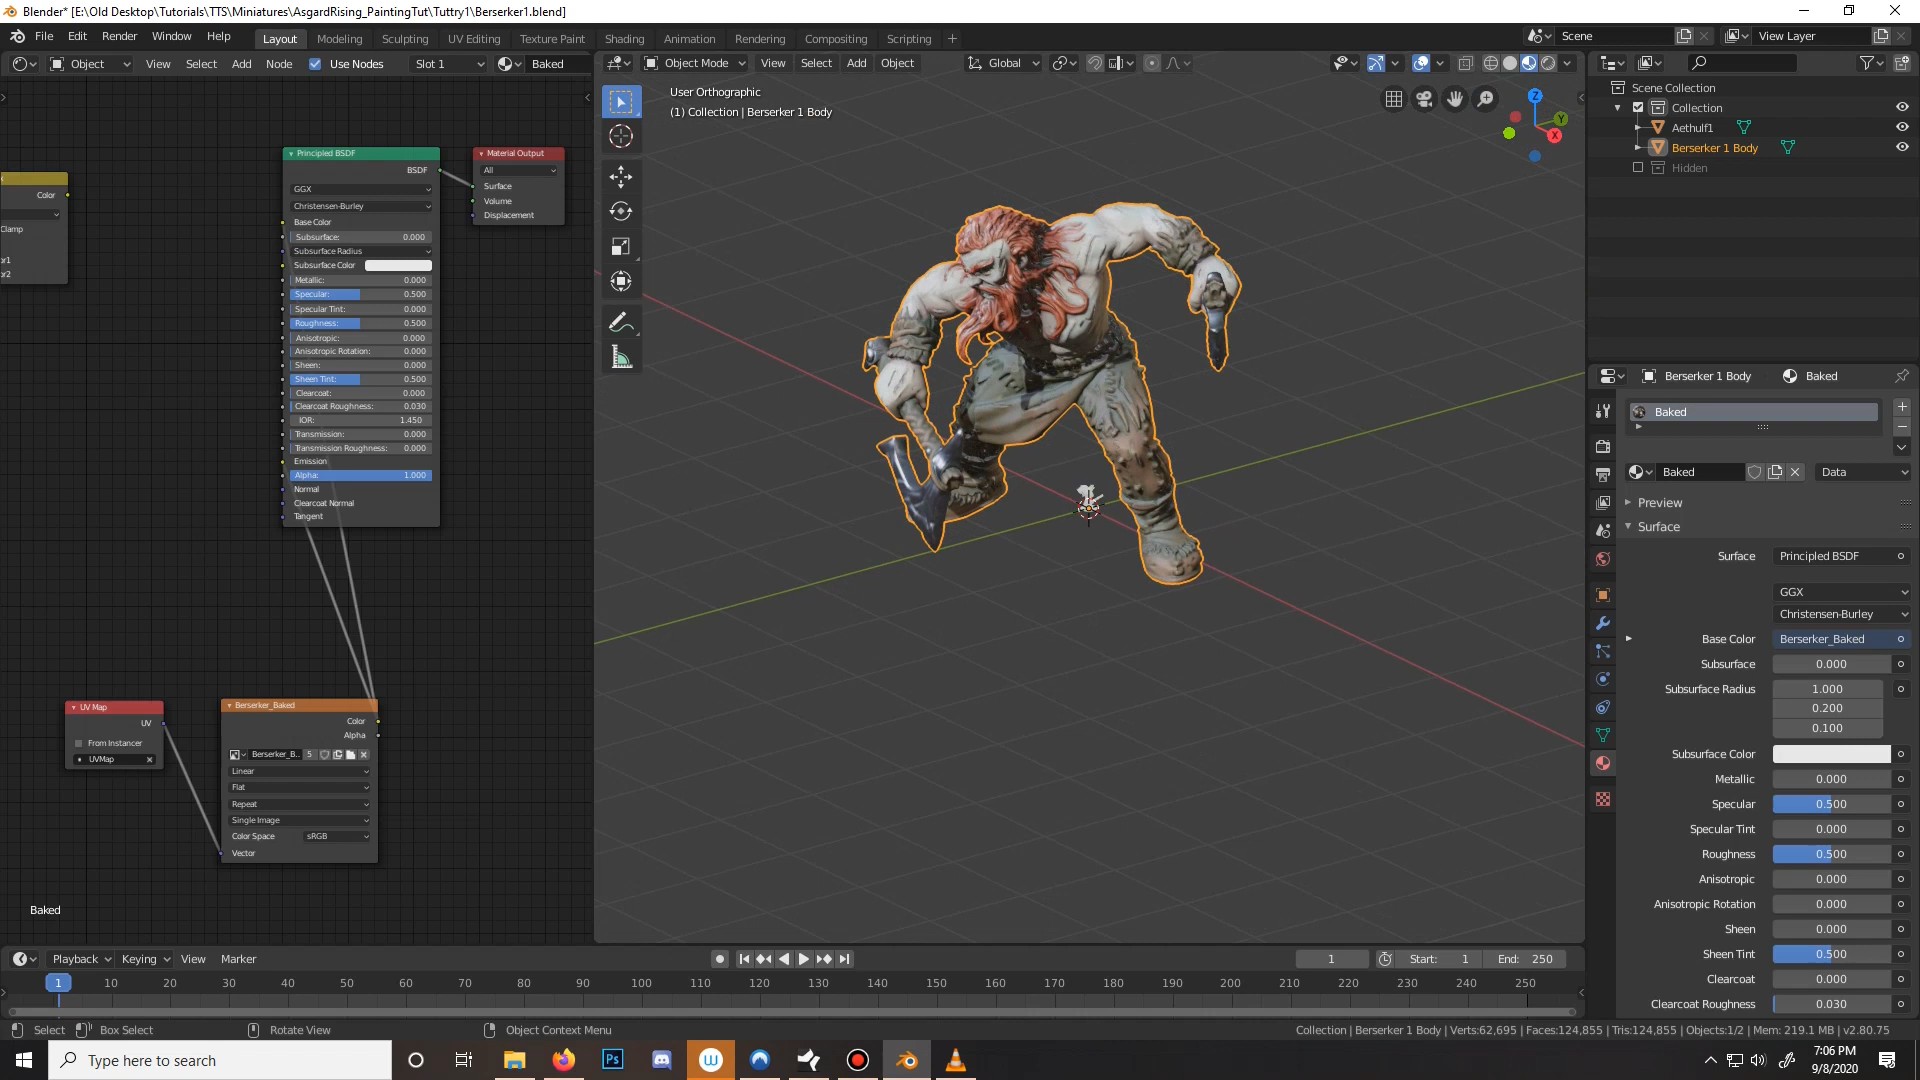 Blender* [E:\Old Desktop\Tutorials\TTS\Miniatures\AsgardRising_PaintingTut\Tuttry1\Berserker1.blend]
File Edit Render Window Help Layout Modeling Sculpting UV Editing Texture Paint Shading Animation Rendering Compositing Scripting + Scene View Layer
Object View Select Add Node Use Nodes Slot 1 Baked
Object Mode View Select Add Object Global
User Orthographic
(1) Collection | Berserker 1 Body
Z
Y
X
Scene Collection
Collection
Aethulf1
Berserker 1 Body
Hidden
Color
Clamp
or1
or2
Principled BSDF
BSDF
GGX
Christensen-Burley
Base Color
Subsurface: 0.000
Subsurface Radius
Subsurface Color
Metallic: 0.000
Specular: 0.500
Specular Tint: 0.000
Roughness: 0.500
Anisotropic: 0.000
Anisotropic Rotation: 0.000
Sheen: 0.000
Sheen Tint: 0.500
Clearcoat: 0.000
Clearcoat Roughness: 0.030
IOR: 1.450
Transmission: 0.000
Transmission Roughness: 0.000
Emission
Alpha: 1.000
Normal
Clearcoat Normal
Tangent
Material Output
All
Surface
Volume
Displacement
UV Map
UV
From Instancer
UVMap
Berserker_Baked
Color
Alpha
Berserker_B.. 5
Linear
Flat
Repeat
Single Image
Color Space sRGB
Vector
Baked
Berserker 1 Body Baked
Baked
Baked Data
Preview
Surface
Surface Principled BSDF
GGX
Christensen-Burley
Base Color Berserker_Baked
Subsurface 0.000
Subsurface Radius 1.000
0.200
0.100
Subsurface Color
Metallic 0.000
Specular 0.500
Specular Tint 0.000
Roughness 0.500
Anisotropic 0.000
Anisotropic Rotation 0.000
Sheen 0.000
Sheen Tint 0.500
Clearcoat 0.000
Clearcoat Roughness 0.030
Playback Keying View Marker 1 Start: 1 End: 250
1 10 20 30 40 50 60 70 80 90 100 110 120 130 140 150 160 170 180 190 200 210 220 230 240 250
Select Box Select Rotate View Object Context Menu Collection | Berserker 1 Body | Verts:62,695 | Faces:124,855 | Tris:124,855 | Objects:1/2 | Mem: 219.1 MB | v2.80.75
Type here to search
Ps
W
7:06 PM
9/8/2020